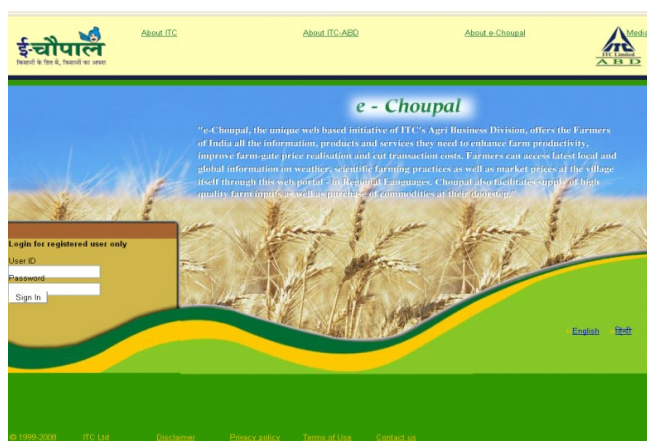 About ITC
About ITC-ABD
About e-Choupal
Media
ई-चौपाल
किसानों के हित में, किसानों का अपना
ITC Limited
A B D
e - Choupal
"e-Choupal, the unique web based initiative of ITC's Agri Business Division, offers the Farmers
of India all the information, products and services they need to enhance farm productivity,
improve farm-gate price realisation and cut transaction costs. Farmers can access latest local and
global information on weather, scientific farming practices as well as market prices at the village
itself through this web portal - in Regional Languages. Choupal also facilitates supply of high
quality farm inputs as well as purchase of commodities at their doorstep."
Login for registered user only
User ID
Password
Sign In
English
हिन्दी
© 1999-2008 ITC Ltd Disclaimer Privacy policy Terms of Use Contact us